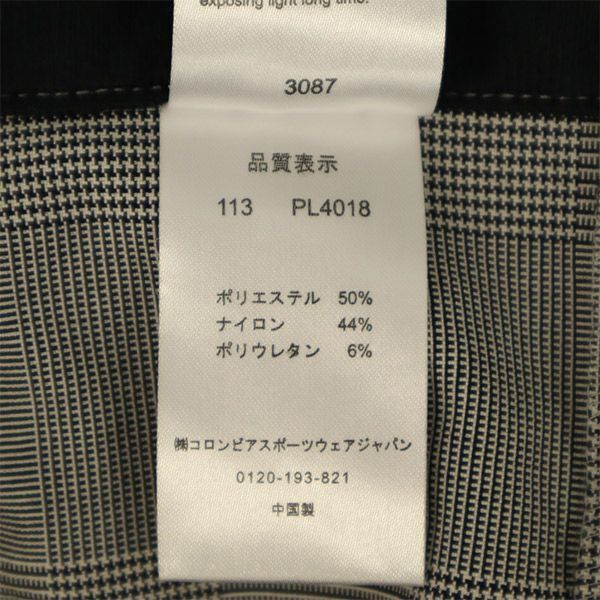 exposing light long time.
3087
品質表示
113 PL4018
ポリエステル 50%
ナイロン 44%
ポリウレタン 6%
㈱コロンビアスポーツウェアジャパン
0120-193-821
中国製